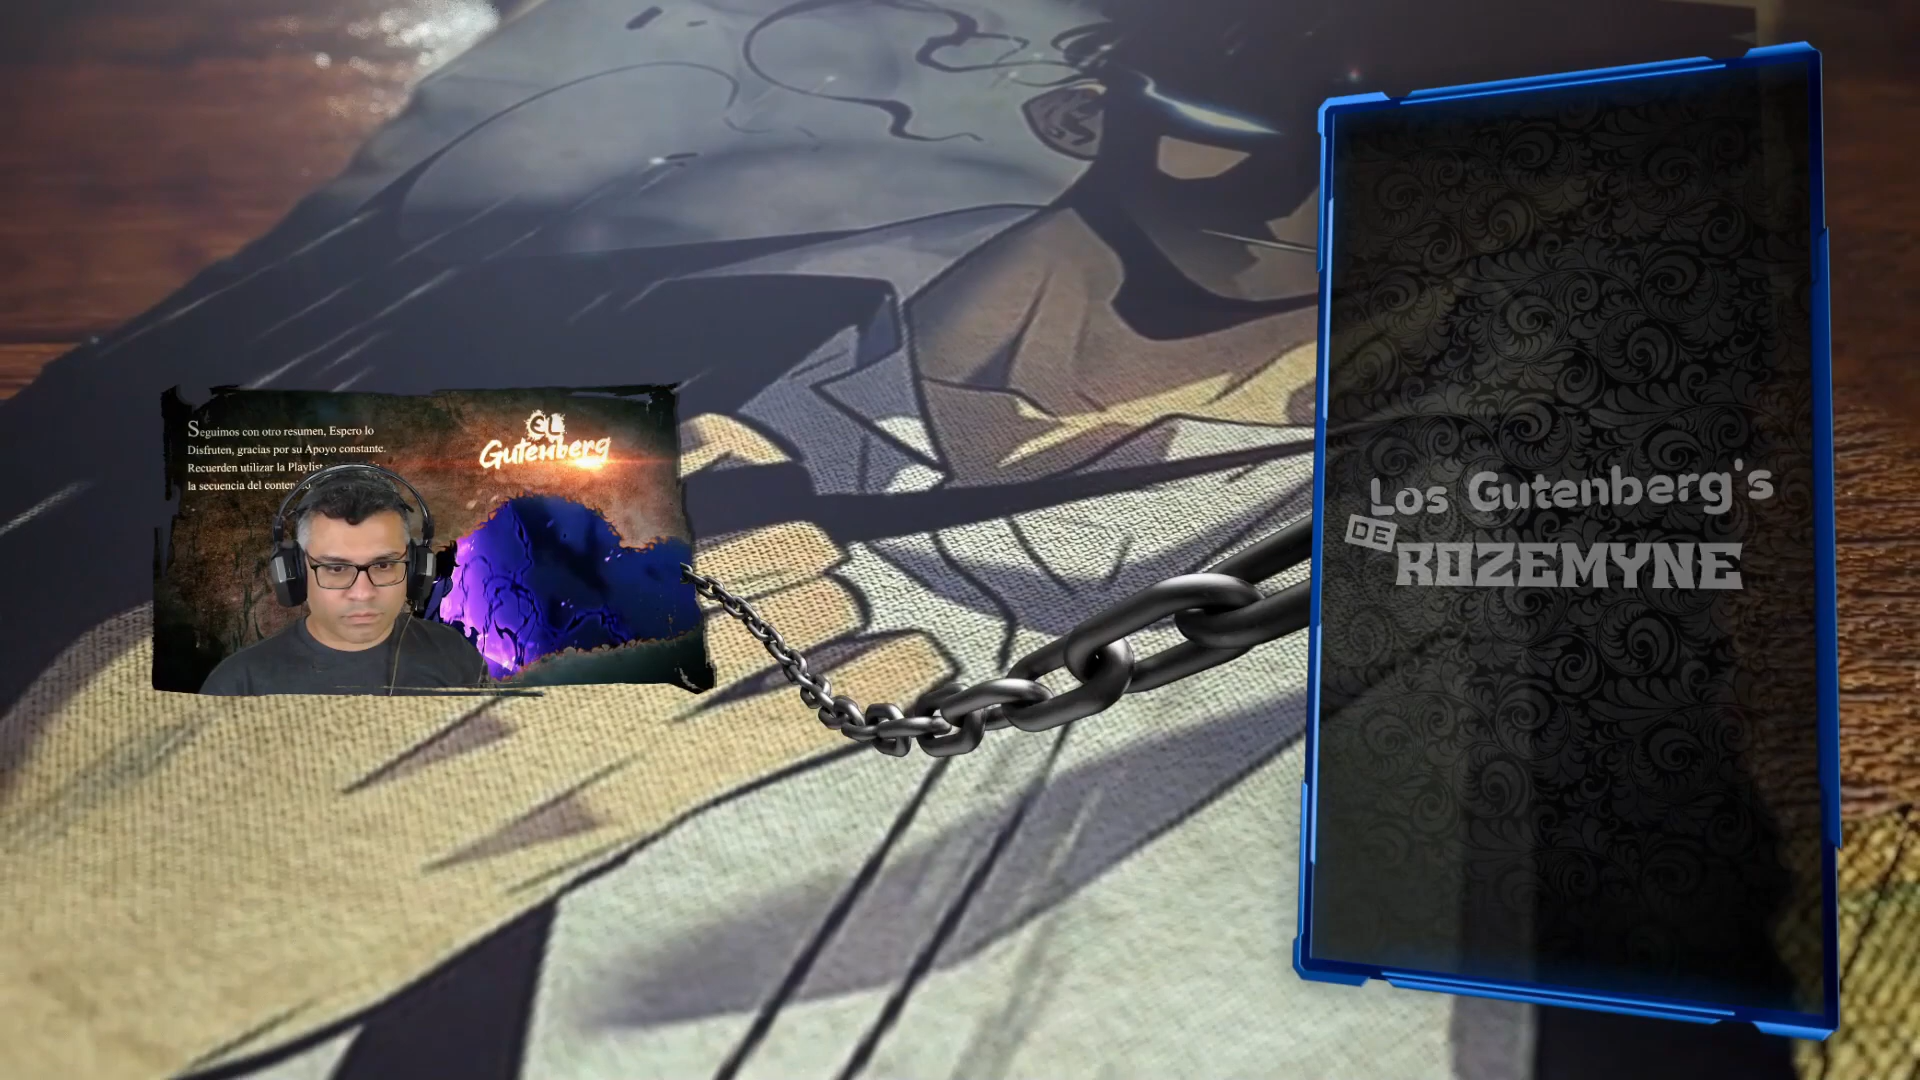 Seguimos con otro resumen, Espero lo
Disfruten, gracias por su Apoyo constante.
Recuerden utilizar la Playlist
la secuencia del contenido
EL
Gutenberg
Los Gutenberg's
DE
ROZEMYNE